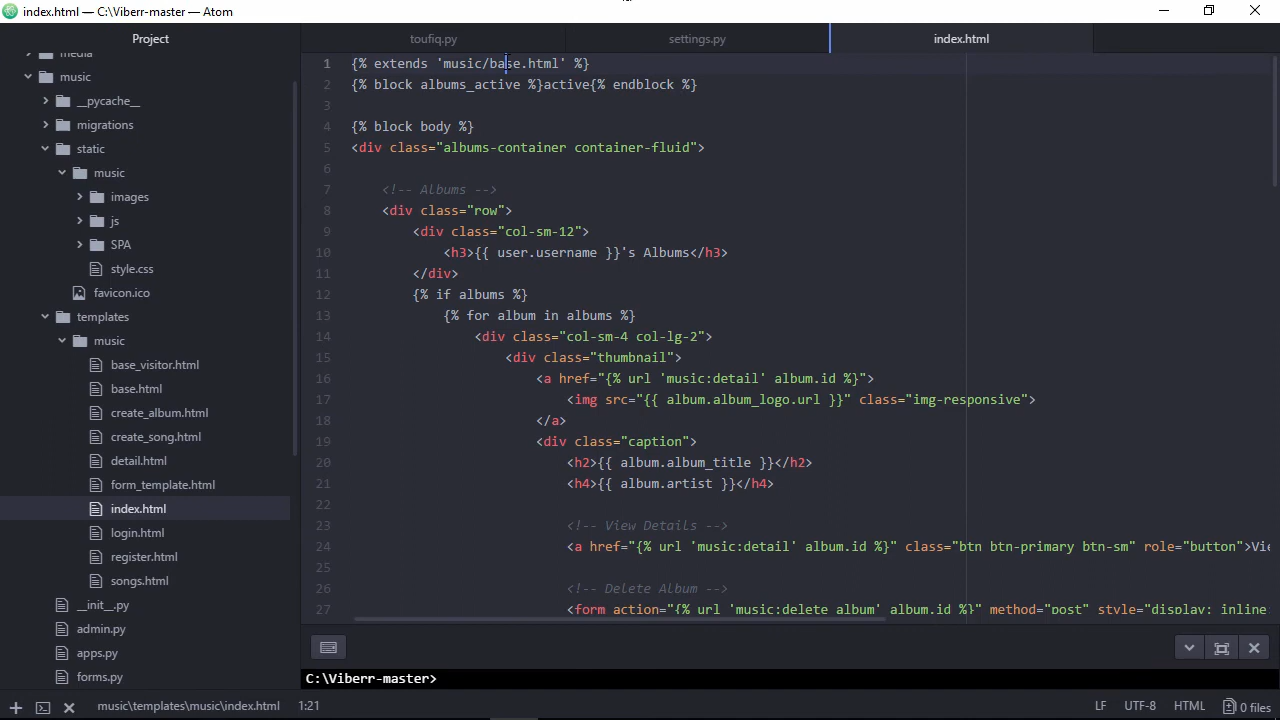 index.html — C:\Viberr-master — Atom
Project
toufiq.py
settings.py
index.html
media
music
__pycache__
migrations
static
music
images
js
SPA
style.css
favicon.ico
templates
music
base_visitor.html
base.html
create_album.html
create_song.html
detail.html
form_template.html
index.html
login.html
register.html
songs.html
__init__.py
admin.py
apps.py
forms.py
1 {% extends 'music/base.html' %}
2 {% block albums_active %}active{% endblock %}
3
4 {% block body %}
5 <div class="albums-container container-fluid">
6
7 <!-- Albums -->
8 <div class="row">
9 <div class="col-sm-12">
10 <h3>{{ user.username }}'s Albums</h3>
11 </div>
12 {% if albums %}
13 {% for album in albums %}
14 <div class="col-sm-4 col-lg-2">
15 <div class="thumbnail">
16 <a href="{% url 'music:detail' album.id %}">
17 <img src="{{ album.album_logo.url }}" class="img-responsive">
18 </a>
19 <div class="caption">
20 <h2>{{ album.album_title }}</h2>
21 <h4>{{ album.artist }}</h4>
22
23 <!-- View Details -->
24 <a href="{% url 'music:detail' album.id %}" class="btn btn-primary btn-sm" role="button">Vie
25
26 <!-- Delete Album -->
27 <form action="{% url 'music:delete_album' album.id %}" method="post" style="display: inline
C:\Viberr-master>
music\templates\music\index.html 1:21
LF UTF-8 HTML 0 files